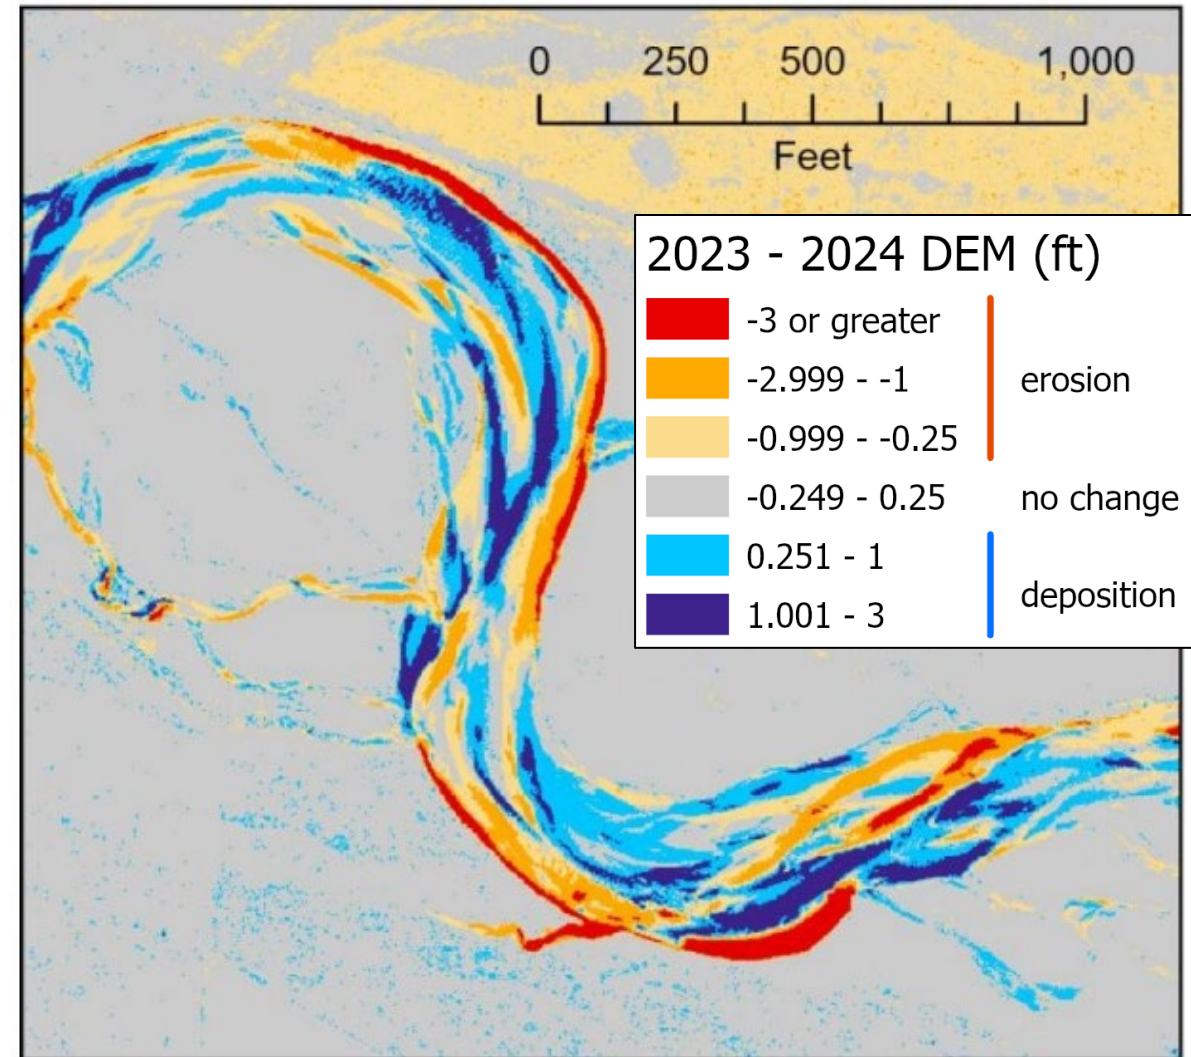 0 250 500 1,000
Feet
2023 - 2024 DEM (ft)
-3 or greater
-2.999 - -1
erosion
-0.999 - -0.25
-0.249 - 0.25
no change
0.251 - 1
deposition
1.001 - 3